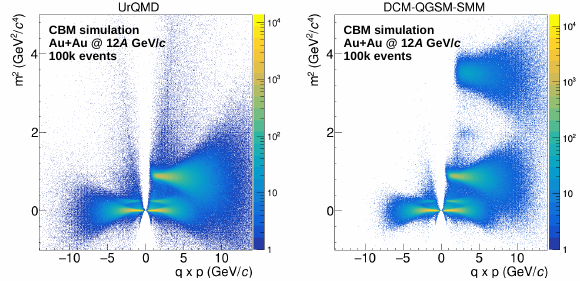 UrQMD
CBM simulation
Au+Au @ 12A GeV/c
100k events
m² (GeV²/c⁴)
4
2
0
−10 −5 0 5 10
q x p (GeV/c)
10⁴
10³
10²
10
1
DCM-QGSM-SMM
CBM simulation
Au+Au @ 12A GeV/c
100k events
m² (GeV²/c⁴)
4
2
0
−10 −5 0 5 10
q x p (GeV/c)
10⁴
10³
10²
10
1